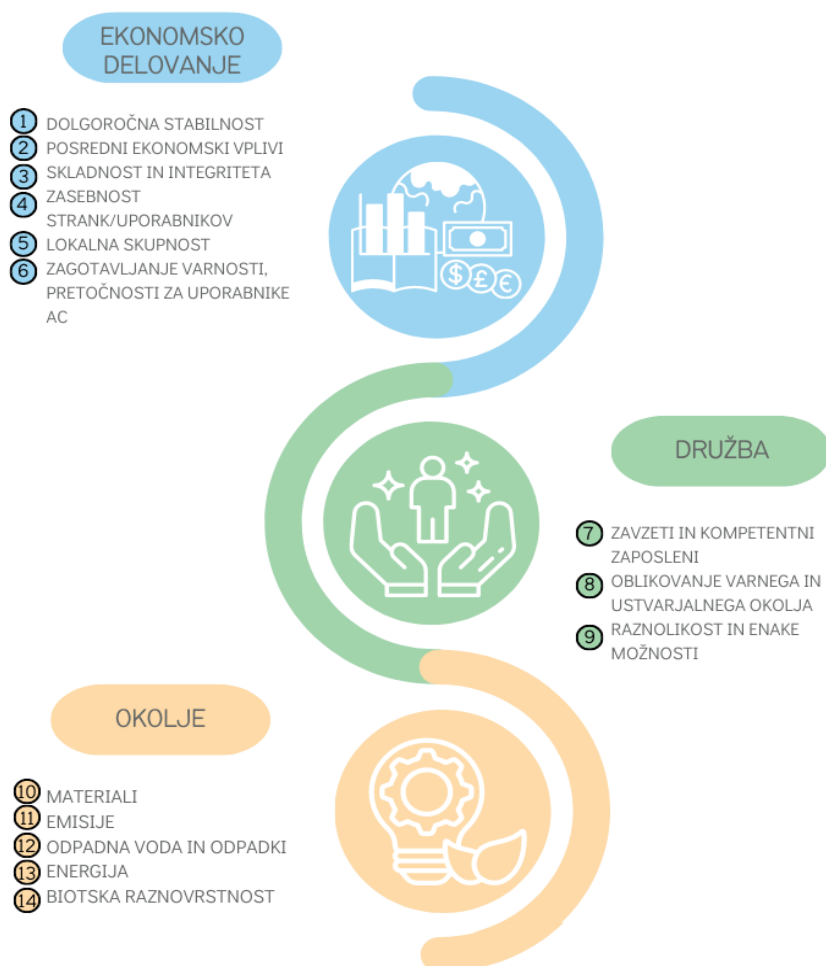 EKONOMSKO
DELOVANJE
1 DOLGOROČNA STABILNOST
2 POSREDNI EKONOMSKI VPLIVI
3 SKLADNOST IN INTEGRITETA
4 ZASEBNOST
STRANK/UPORABNIKOV
5 LOKALNA SKUPNOST
6 ZAGOTAVLJANJE VARNOSTI,
PRETOČNOSTI ZA UPORABNIKE
AC
$ £ €
DRUŽBA
7 ZAVZETI IN KOMPETENTNI
ZAPOSLENI
8 OBLIKOVANJE VARNEGA IN
USTVARJALNEGA OKOLJA
9 RAZNOLIKOST IN ENAKE
MOŽNOSTI
OKOLJE
10 MATERIALI
11 EMISIJE
12 ODPADNA VODA IN ODPADKI
13 ENERGIJA
14 BIOTSKA RAZNOVRSTNOST